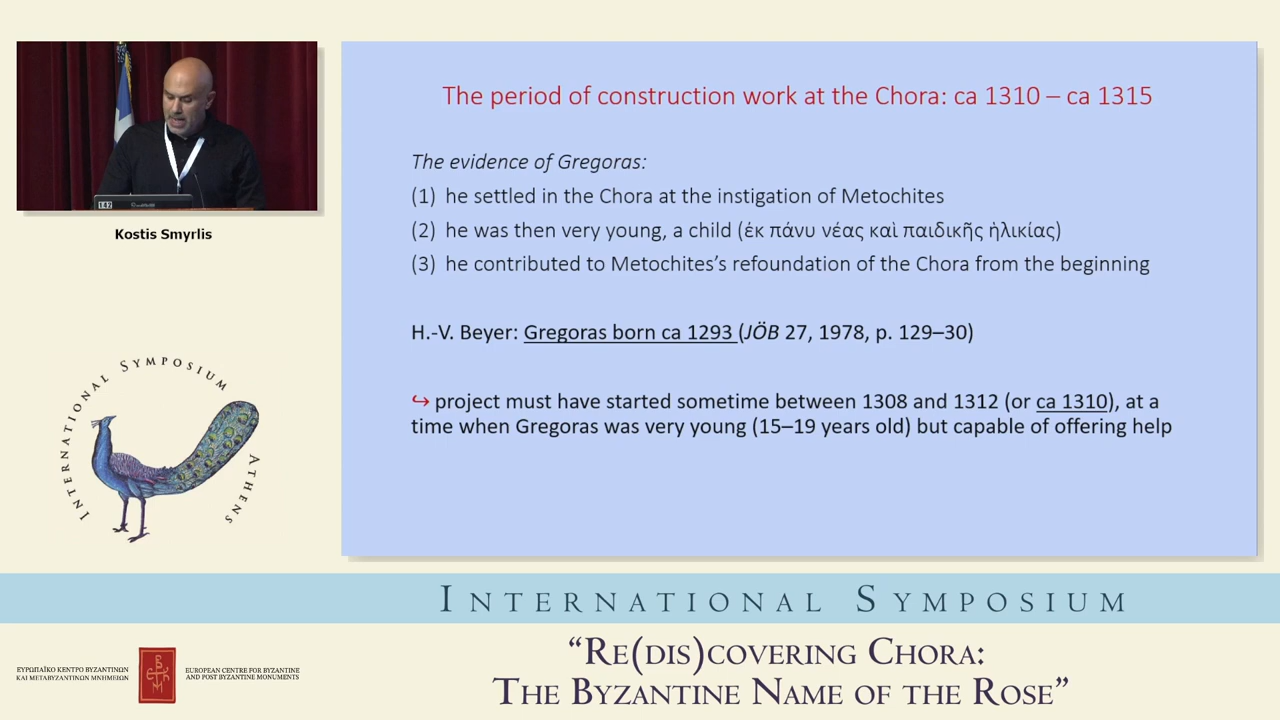 The period of construction work at the Chora: ca 1310 – ca 1315
The evidence of Gregoras:
(1) he settled in the Chora at the instigation of Metochites
(2) he was then very young, a child (ἐκ πάνυ νέας καὶ παιδικῆς ἡλικίας)
(3) he contributed to Metochites’s refoundation of the Chora from the beginning
H.-V. Beyer: Gregoras born ca 1293 (JÖB 27, 1978, p. 129–30)
↪ project must have started sometime between 1308 and 1312 (or ca 1310), at a
time when Gregoras was very young (15–19 years old) but capable of offering help
142
Kostis Smyrlis
INTERNATIONAL SYMPOSIUM ATHENS
INTERNATIONAL SYMPOSIUM
“RE(DIS)COVERING CHORA:
THE BYZANTINE NAME OF THE ROSE”
ΕΥΡΩΠΑΪΚΟ ΚΕΝΤΡΟ ΒΥΖΑΝΤΙΝΩΝ
ΚΑΙ ΜΕΤΑΒΥΖΑΝΤΙΝΩΝ ΜΝΗΜΕΙΩΝ
EUROPEAN CENTRE FOR BYZANTINE
AND POST BYZANTINE MONUMENTS